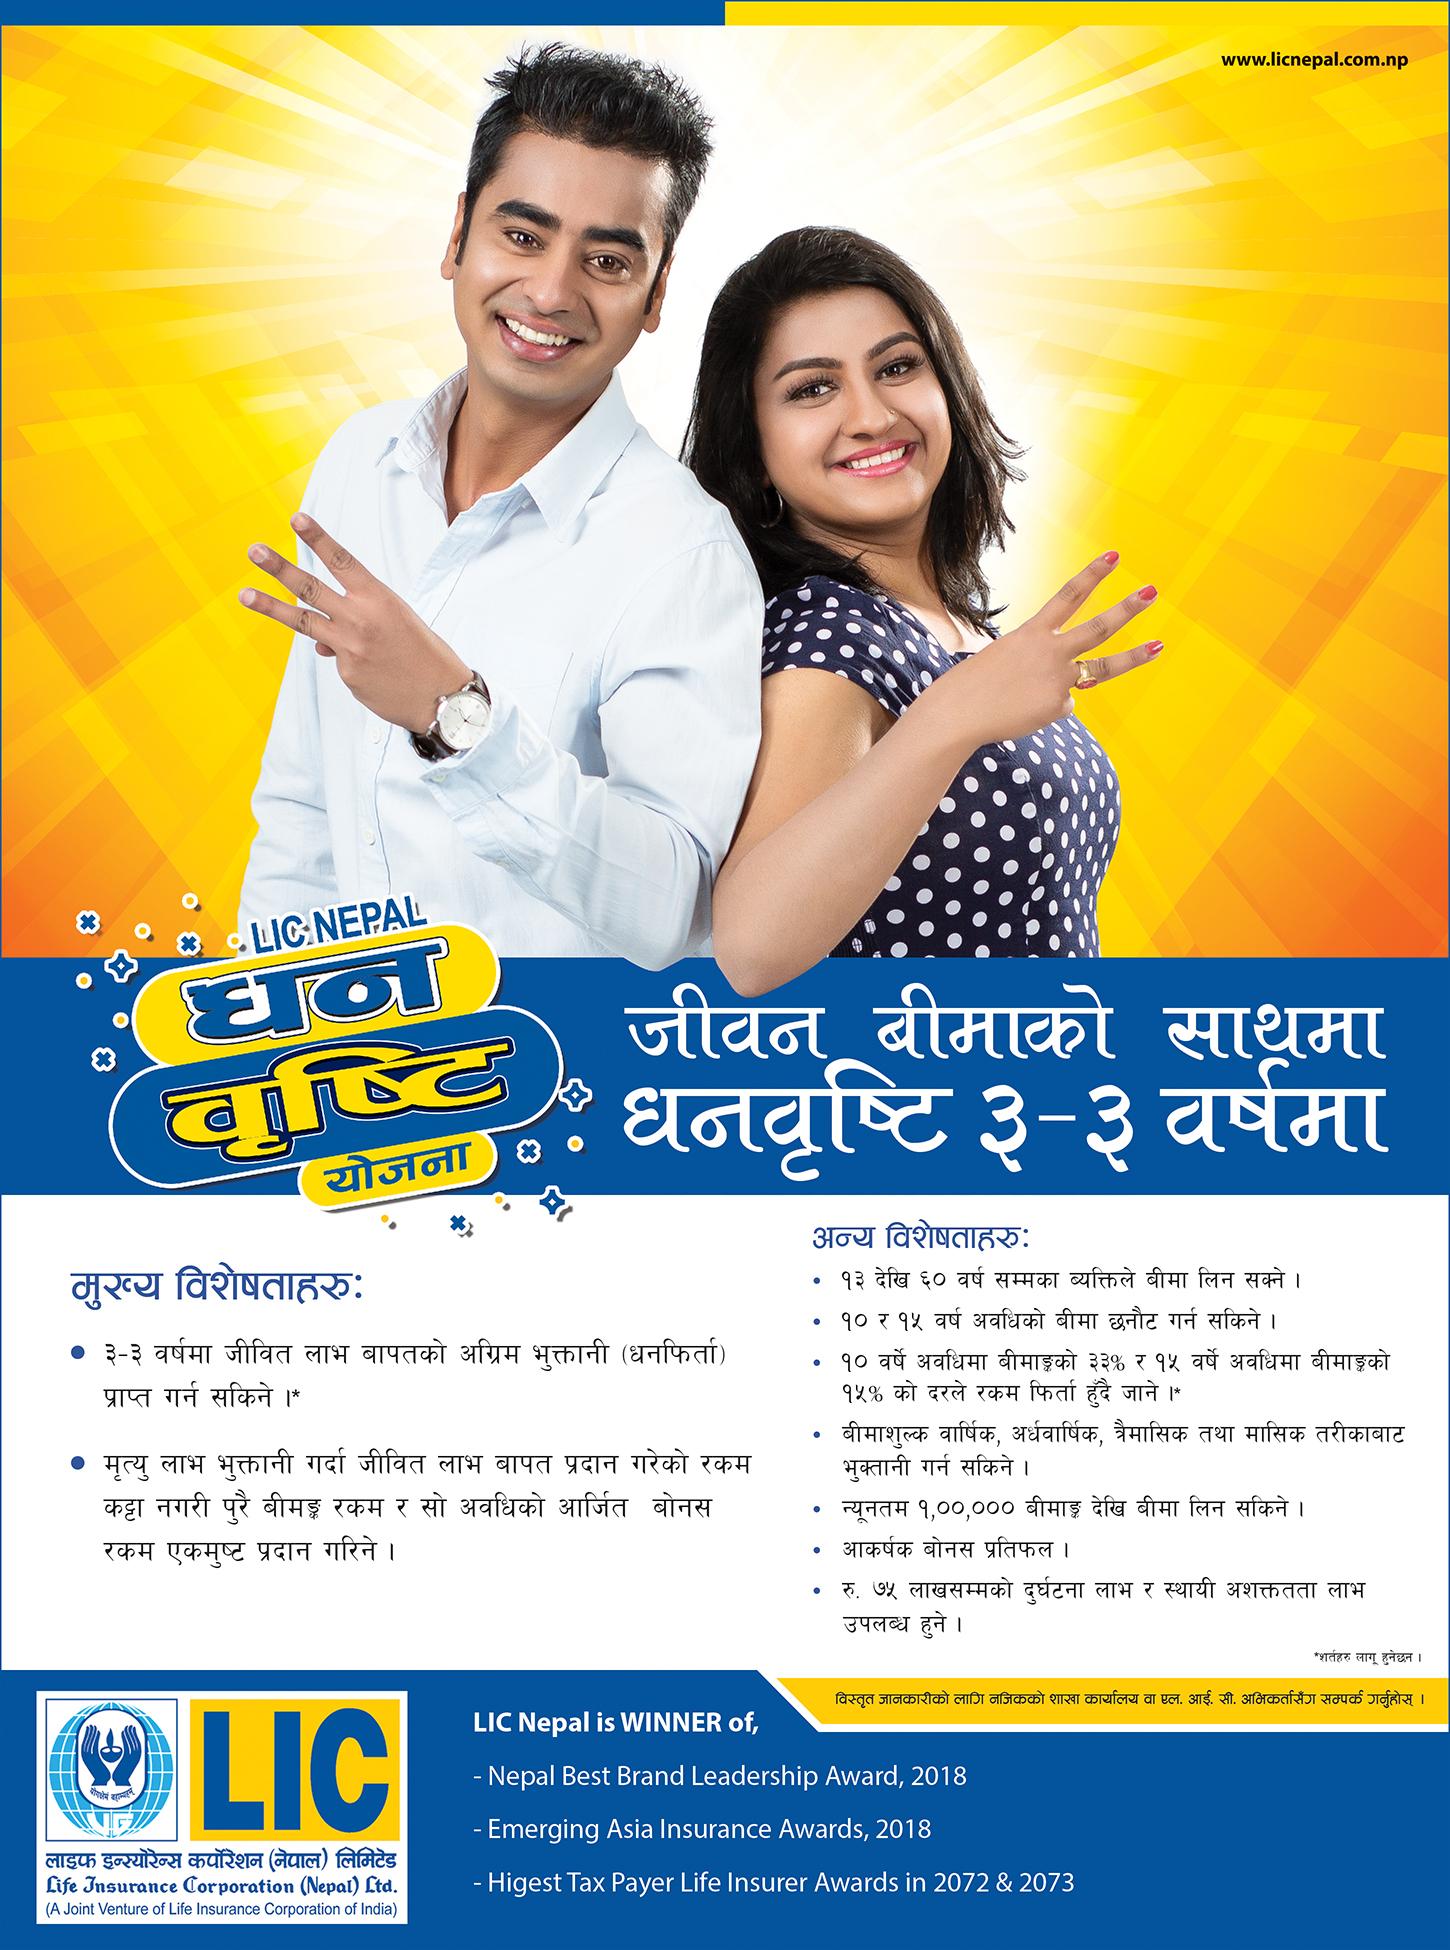 www.licnepal.com.np
LIC NEPAL
धन
वृष्टि
योजना
जीवन बीमाको साथमा
धनवृष्टि ३-३ वर्षमा
मुख्य विशेषताहरु:
• ३-३ वर्षमा जीवित लाभ बापतको अग्रिम भुक्तानी (धनफिर्ता)
प्राप्त गर्न सकिने ।*
• मृत्यु लाभ भुक्तानी गर्दा जीवित लाभ बापत प्रदान गरेको रकम
कट्टा नगरी पुरै बीमाङ्क रकम र सो अवधिको आर्जित बोनस
रकम एकमुष्ट प्रदान गरिने ।
अन्य विशेषताहरु:
• १३ देखि ६० वर्ष सम्मका ब्यक्तिले बीमा लिन सक्ने ।
• १० र १५ वर्ष अवधिको बीमा छनौट गर्न सकिने ।
• १० वर्षे अवधिमा बीमाङ्कको ३३% र १५ वर्षे अवधिमा बीमाङ्कको
१५% को दरले रकम फिर्ता हुँदै जाने ।*
• बीमाशुल्क वार्षिक, अर्धवार्षिक, त्रैमासिक तथा मासिक तरीकाबाट
भुक्तानी गर्न सकिने ।
• न्यूनतम १,००,००० बीमाङ्क देखि बीमा लिन सकिने ।
• आकर्षक बोनस प्रतिफल ।
• रु. ७५ लाखसम्मको दुर्घटना लाभ र स्थायी अशक्तता लाभ
उपलब्ध हुने ।
*शर्तहरु लागू हुनेछन ।
विस्तृत जानकारीको लागि नजिकको शाखा कार्यालय वा एल. आई. सी. अभिकर्तासँग सम्पर्क गर्नुहोस् ।
योगक्षेमं वहाम्यहम्
LIC
LIC
लाइफ इन्स्योरेन्स कर्पोरेशन (नेपाल) लिमिटेड
Life Insurance Corporation (Nepal) Ltd.
(A Joint Venture of Life Insurance Corporation of India)
LIC Nepal is WINNER of,
- Nepal Best Brand Leadership Award, 2018
- Emerging Asia Insurance Awards, 2018
- Higest Tax Payer Life Insurer Awards in 2072 & 2073